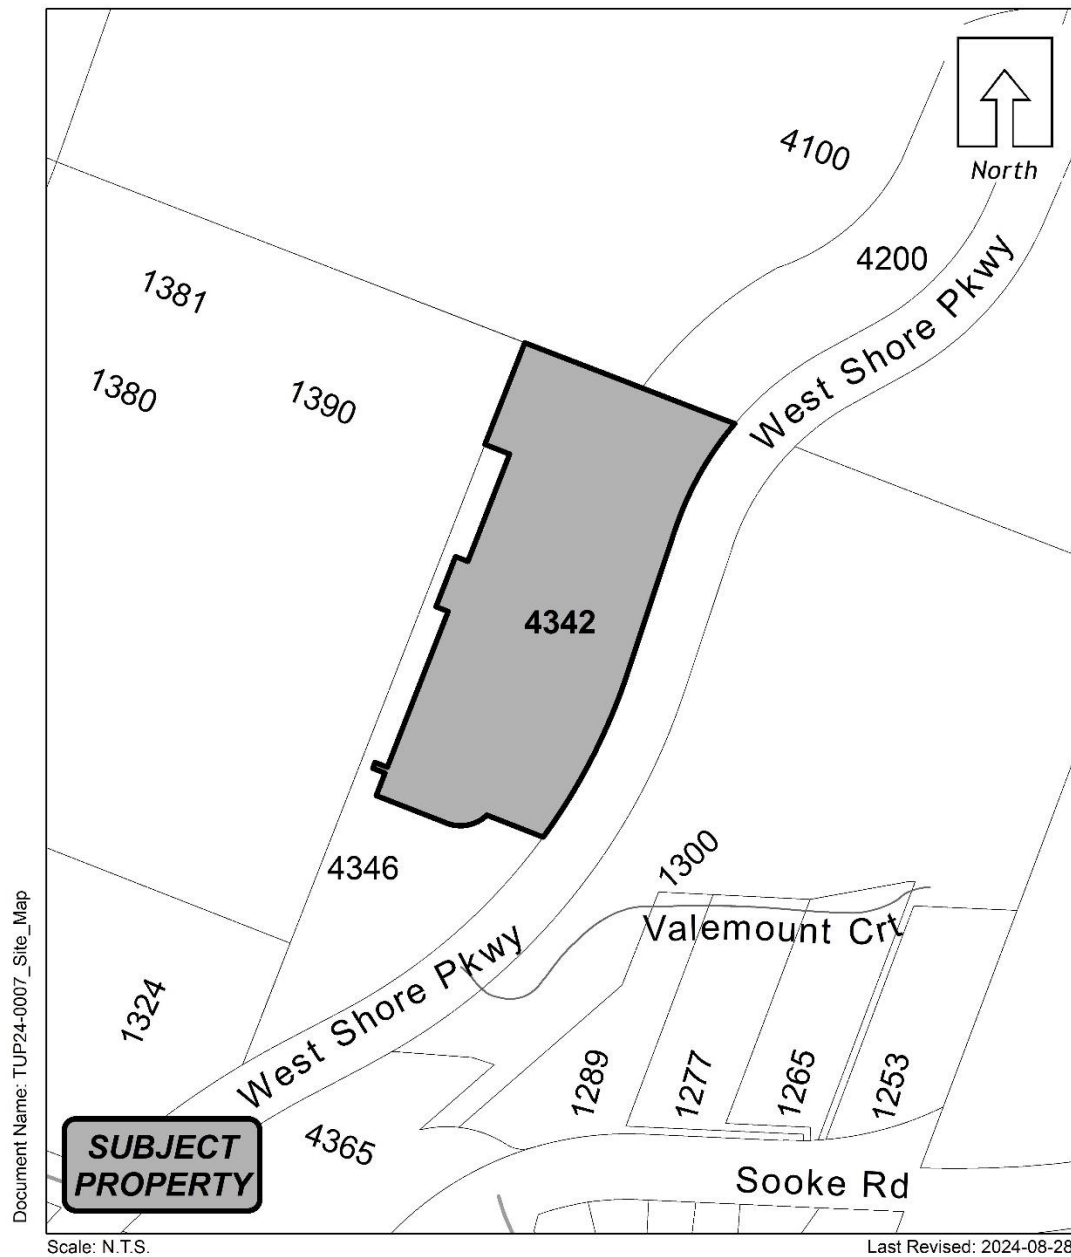 4100
North
4200
West Shore Pkwy
1381
1380
1390
4342
1300
4346
Valemount Crt
West Shore Pkwy
1324
1289
1277
1265
1253
4365
SUBJECT
PROPERTY
Sooke Rd
Document Name: TUP24-0007_Site_Map
Scale: N.T.S.
Last Revised: 2024-08-28